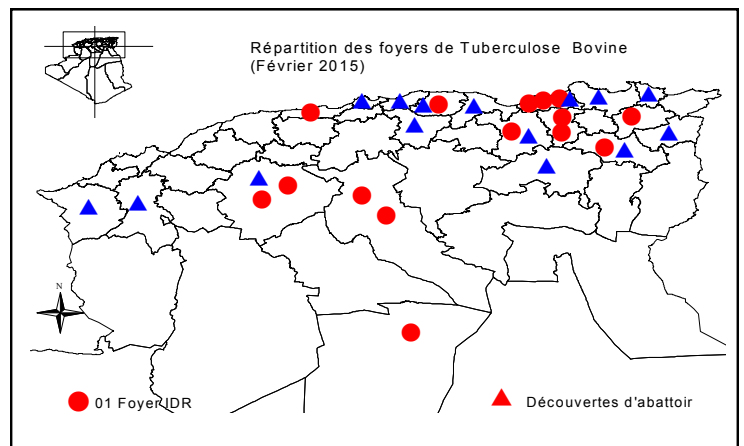 Répartition des foyers de Tuberculose Bovine
(Février 2015)
N
01 Foyer IDR
Découvertes d'abattoir